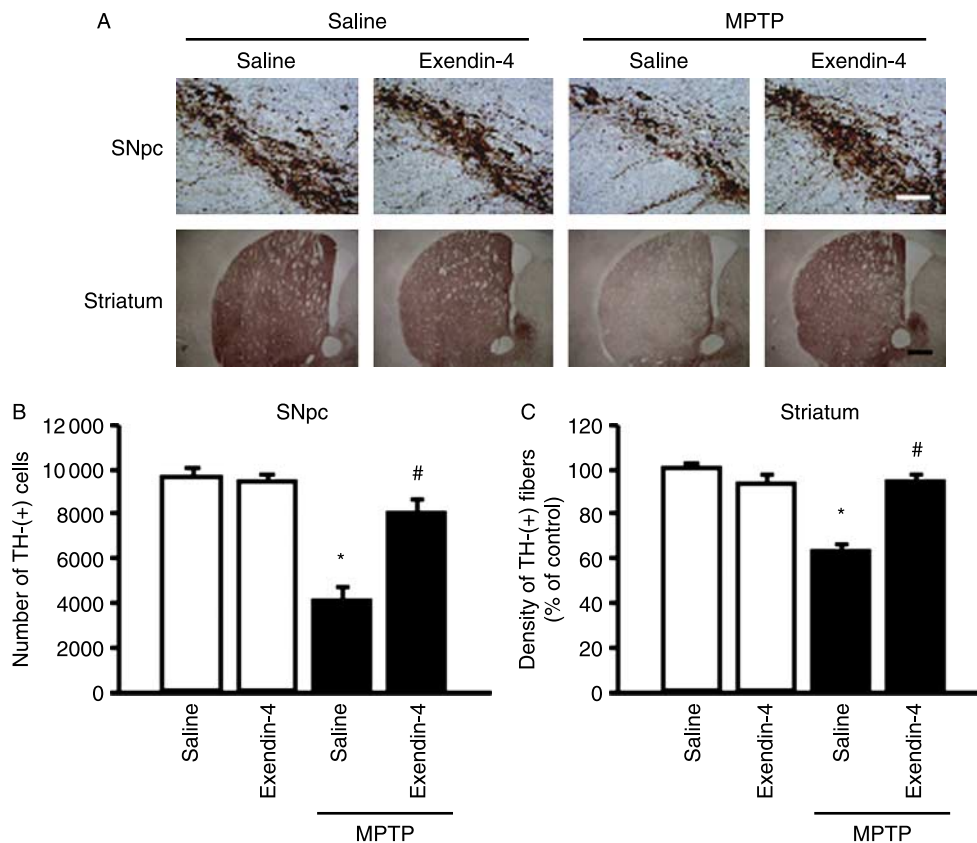 A
Saline
MPTP
Saline
Exendin-4
Saline
Exendin-4
SNpc
Striatum
B
SNpc
Number of TH-(+) cells
12 000
10 000
8000
6000
4000
2000
0
*
#
Saline
Exendin-4
Saline
Exendin-4
MPTP
C
Striatum
Density of TH-(+) fibers
(% of control)
120
100
80
60
40
20
0
*
#
Saline
Exendin-4
Saline
Exendin-4
MPTP